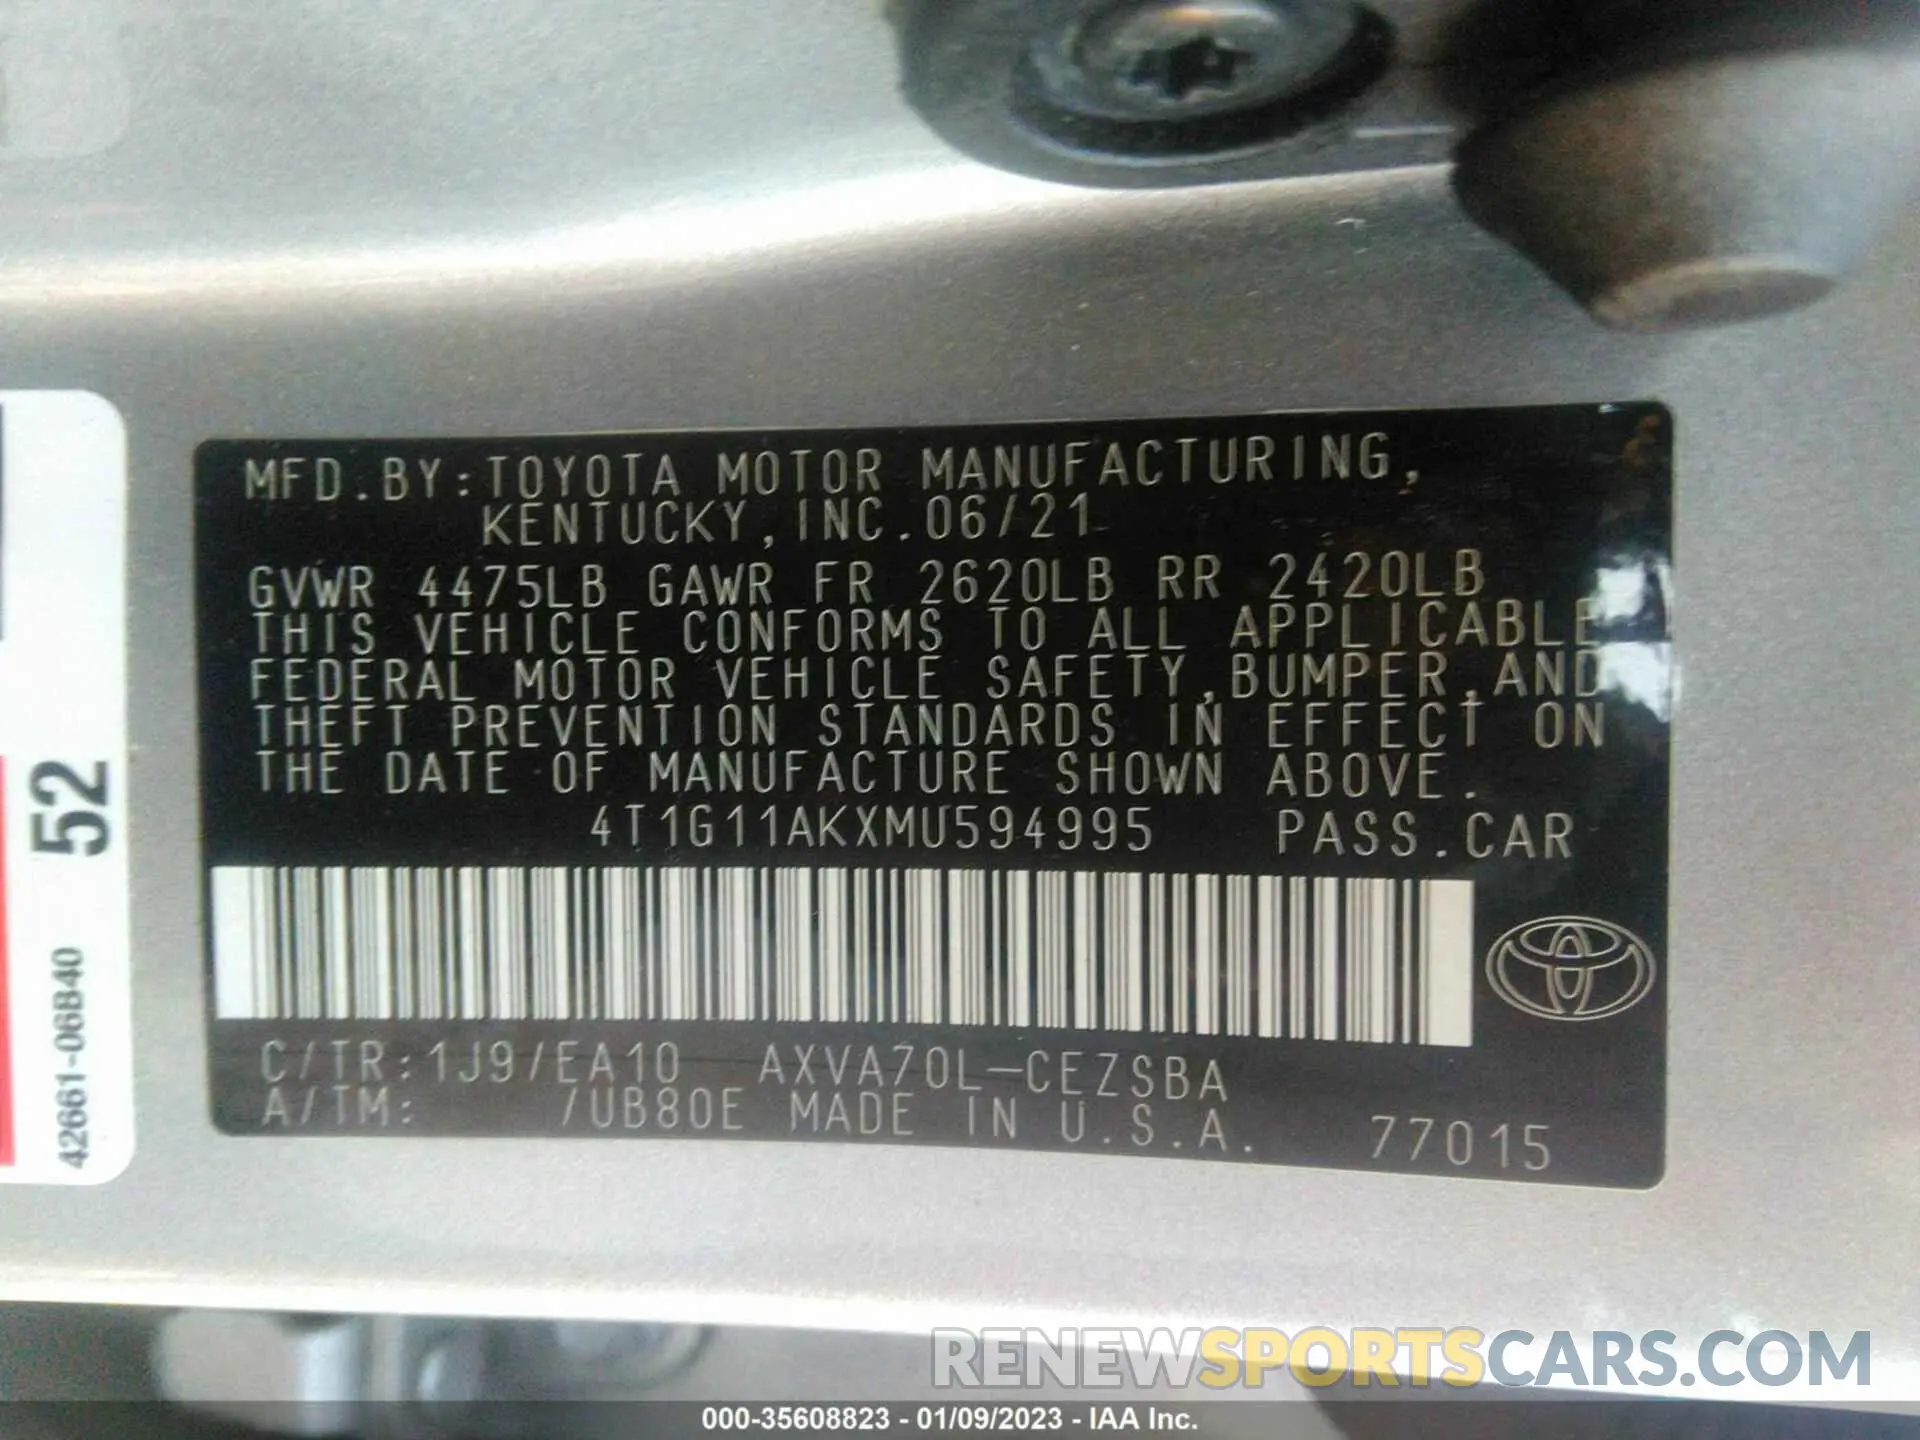 MFD.BY:TOYOTA MOTOR MANUFACTURING,
KENTUCKY,INC.06/21
GVWR 4475LB GAWR FR 2620LB RR 2420LB
THIS VEHICLE CONFORMS TO ALL APPLICABLE
FEDERAL MOTOR VEHICLE SAFETY,BUMPER,AND
THEFT PREVENTION STANDARDS IN EFFECT ON
THE DATE OF MANUFACTURE SHOWN ABOVE.
4T1G11AKXMU594995 PASS.CAR
C/TR:1J9/EA10 AXVA70L-CEZSBA
A/TM: /UB80E MADE IN U.S.A. 77015
52
42661-06B40
RENEWSPORTSCARS.COM
000-35608823 - 01/09/2023 - IAA Inc.